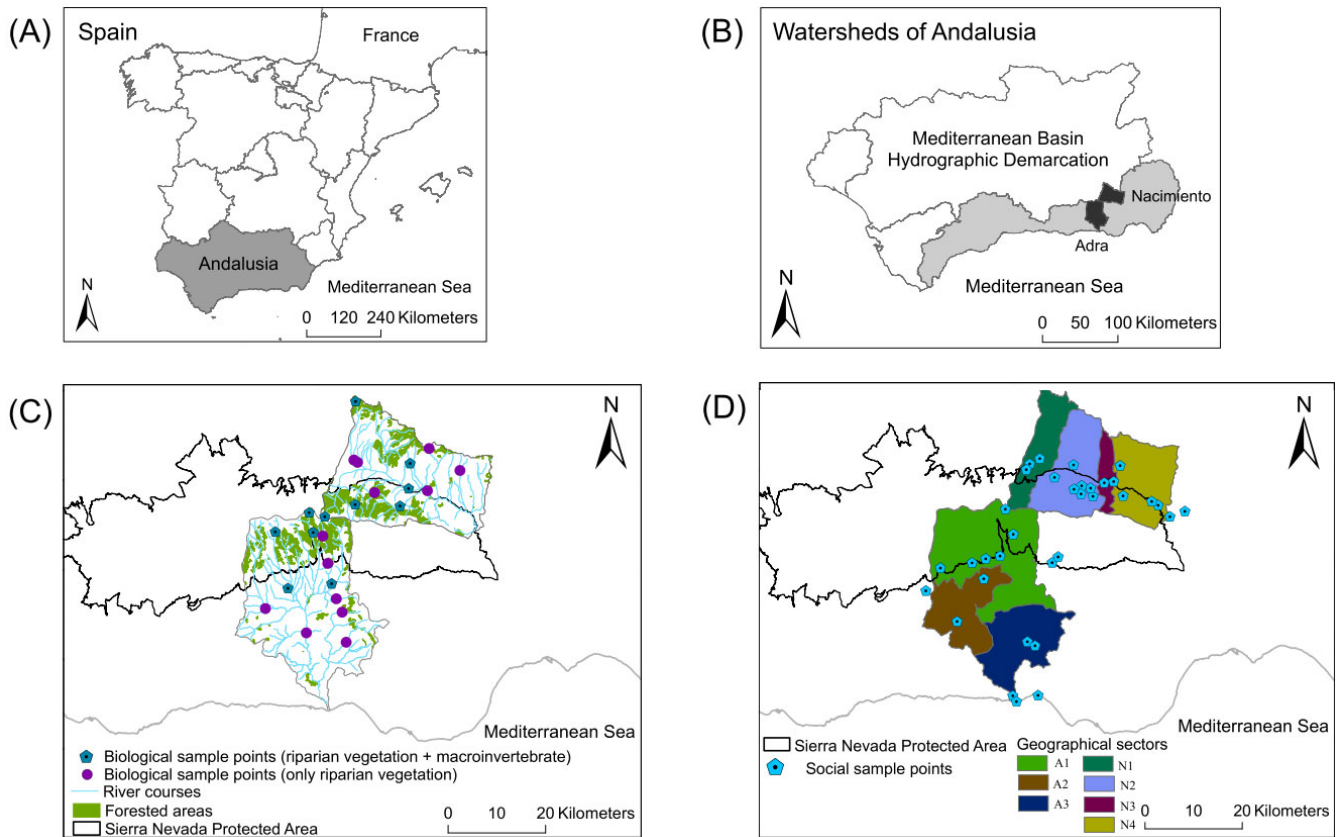 (A)
Spain
France
Andalusia
Mediterranean Sea
N
0 120 240 Kilometers
(B)
Watersheds of Andalusia
Mediterranean Basin
Hydrographic Demarcation
Nacimiento
Adra
Mediterranean Sea
N
0 50 100 Kilometers
(C)
N
Mediterranean Sea
Biological sample points (riparian vegetation + macroinvertebrate)
Biological sample points (only riparian vegetation)
River courses
Forested areas
Sierra Nevada Protected Area
0 10 20 Kilometers
(D)
N
Mediterranean Sea
Sierra Nevada Protected Area
Social sample points
Geographical sectors
A1 N1
A2 N2
A3 N3
N4
0 10 20 Kilometers